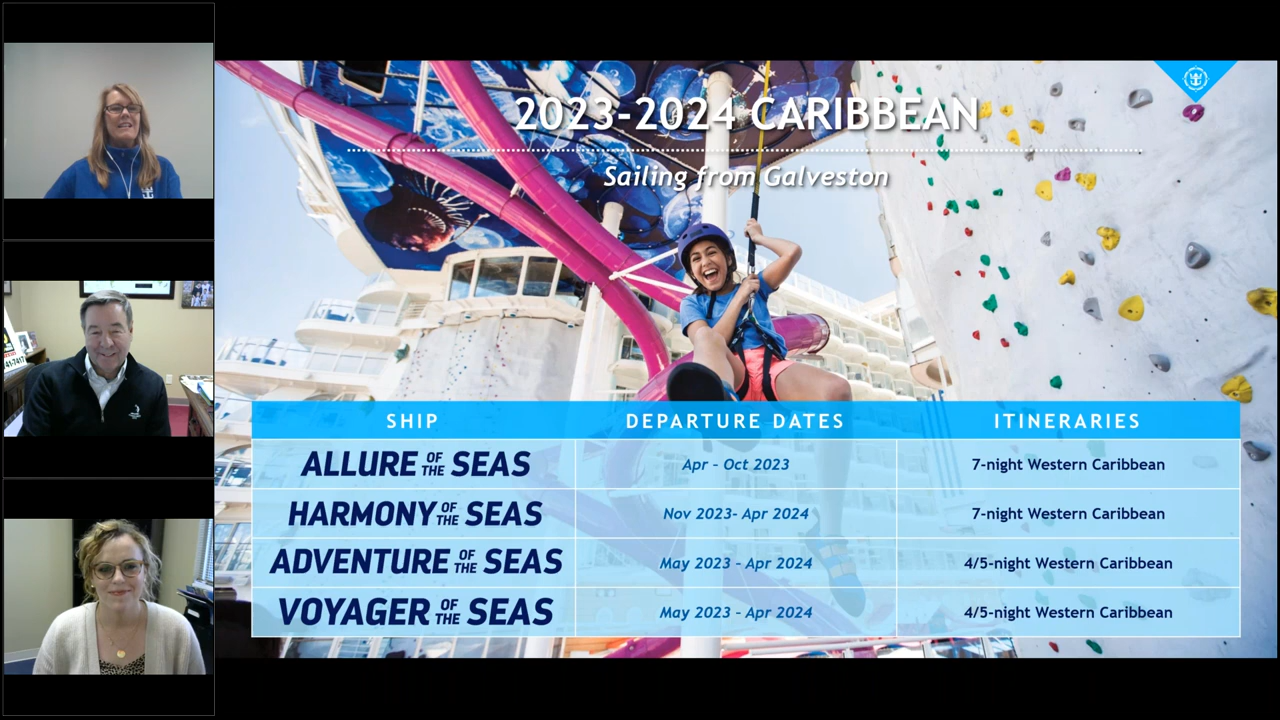 2023-2024 CARIBBEAN
Sailing from Galveston
SHIP DEPARTURE DATES ITINERARIES
ALLURE OF THE SEAS Apr – Oct 2023 7-night Western Caribbean
HARMONY OF THE SEAS Nov 2023- Apr 2024 7-night Western Caribbean
ADVENTURE OF THE SEAS May 2023 – Apr 2024 4/5-night Western Caribbean
VOYAGER OF THE SEAS May 2023 – Apr 2024 4/5-night Western Caribbean